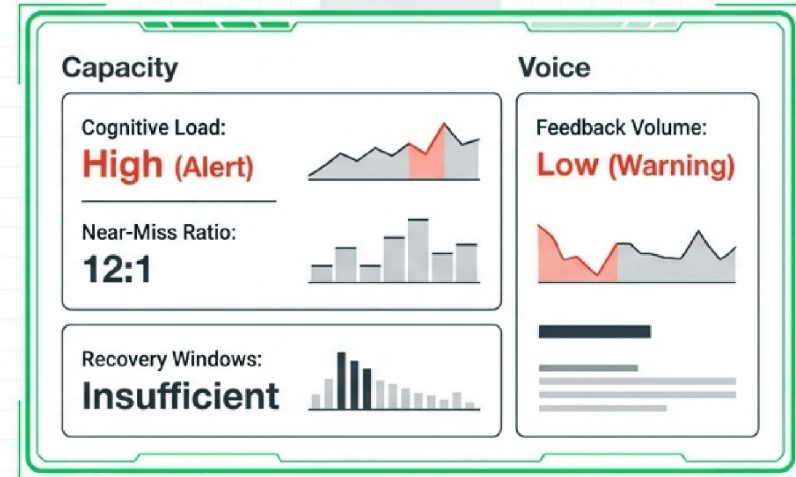 Capacity
Cognitive Load:
High (Alert)
Near-Miss Ratio:
12:1
Recovery Windows:
Insufficient
Voice
Feedback Volume:
Low (Warning)